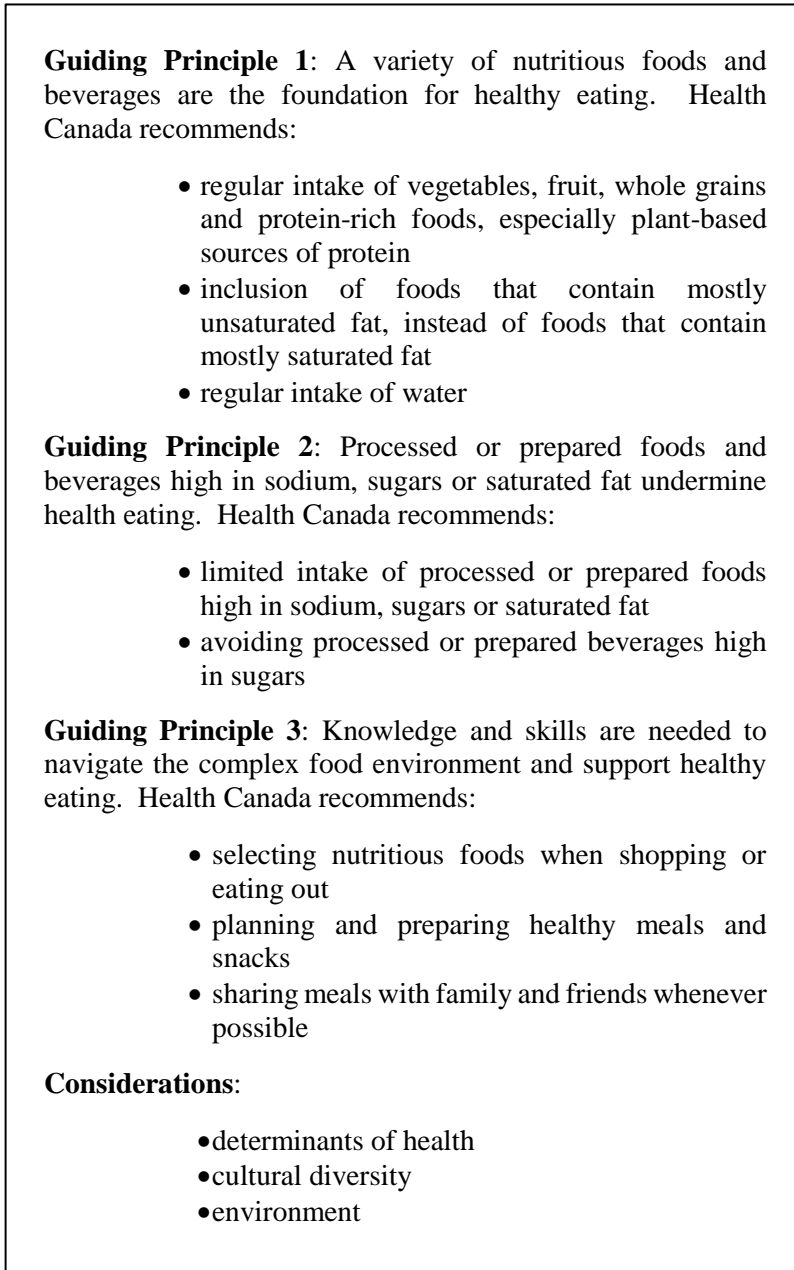 Guiding Principle 1: A variety of nutritious foods and
beverages are the foundation for healthy eating. Health
Canada recommends:
• regular intake of vegetables, fruit, whole grains
and protein-rich foods, especially plant-based
sources of protein
• inclusion of foods that contain mostly
unsaturated fat, instead of foods that contain
mostly saturated fat
• regular intake of water
Guiding Principle 2: Processed or prepared foods and
beverages high in sodium, sugars or saturated fat undermine
health eating. Health Canada recommends:
• limited intake of processed or prepared foods
high in sodium, sugars or saturated fat
• avoiding processed or prepared beverages high
in sugars
Guiding Principle 3: Knowledge and skills are needed to
navigate the complex food environment and support healthy
eating. Health Canada recommends:
• selecting nutritious foods when shopping or
eating out
• planning and preparing healthy meals and
snacks
• sharing meals with family and friends whenever
possible
Considerations:
•determinants of health
•cultural diversity
•environment